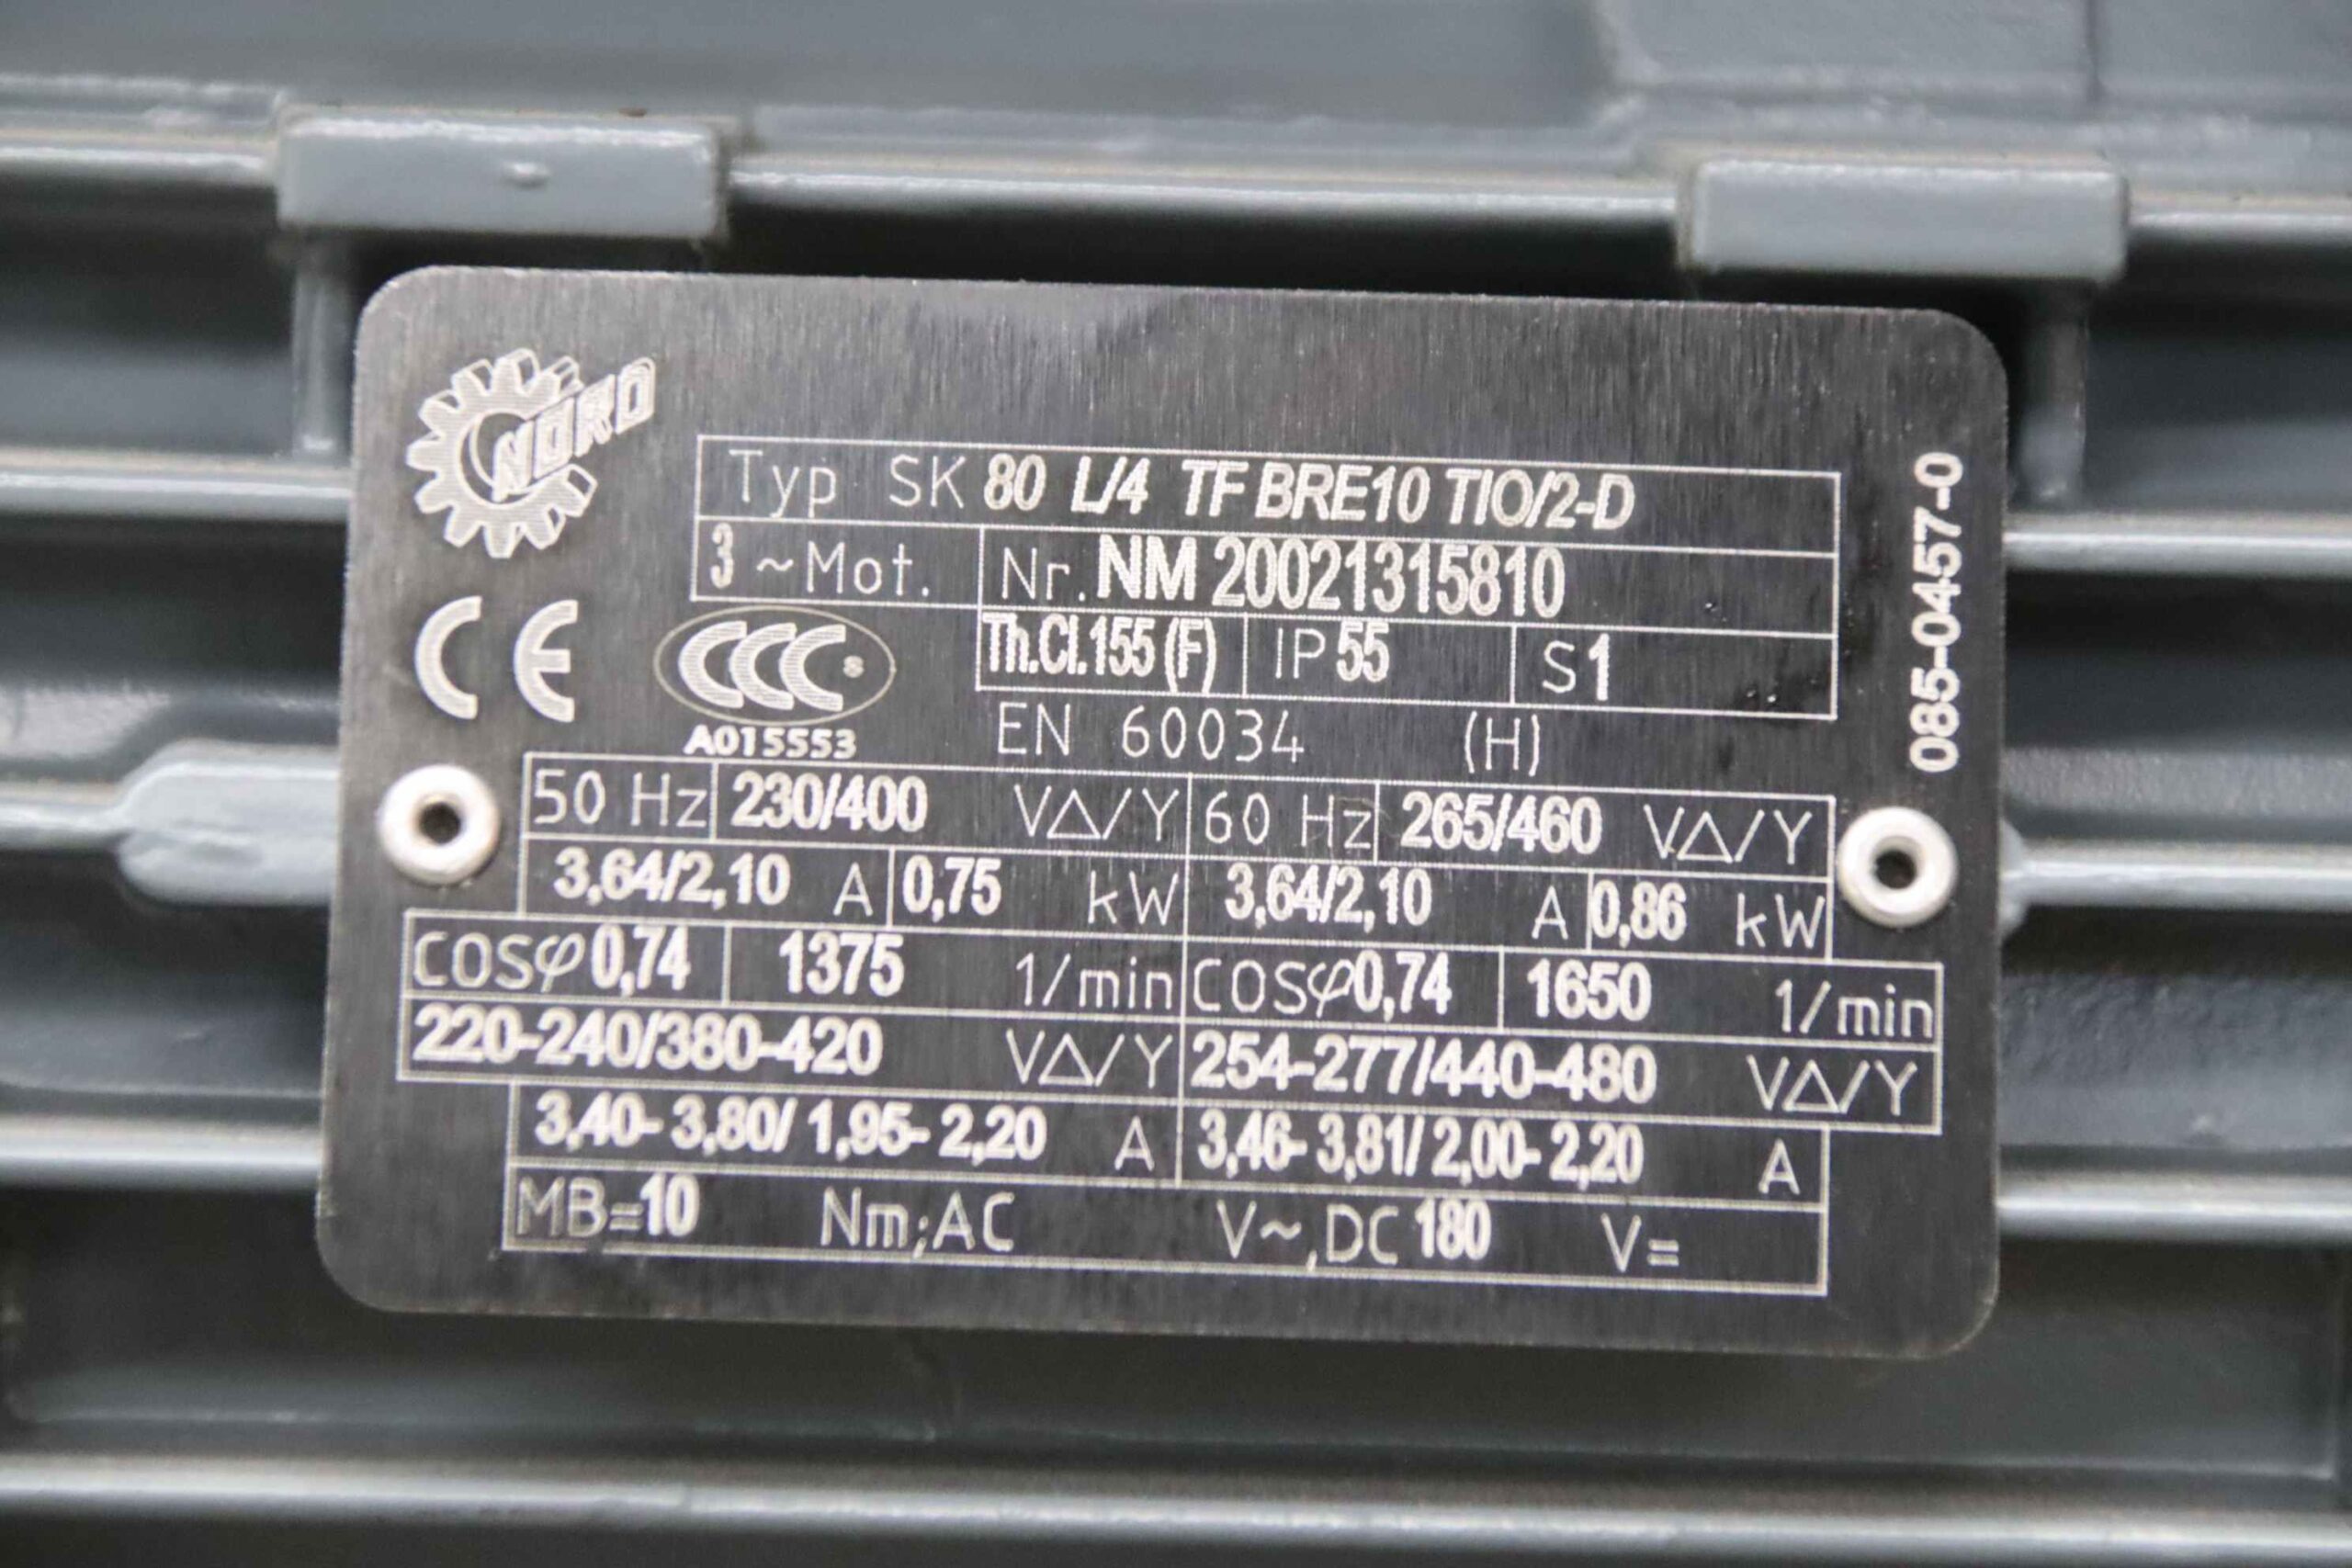 NORD
Typ SK 80 L/4 TF BRE10 TIO/2-D
3 ~Mot. Nr. NM 20021315810
CE CCC S Th.Cl.155 (F) IP 55 S 1
A015553 EN 60034 (H)
085-0457-0
50 Hz 230/400 V△/Y 60 Hz 265/460 V△/Y
3,64/2,10 A 0,75 kW 3,64/2,10 A 0,86 kW
COSφ 0,74 1375 1/min COSφ 0,74 1650 1/min
220-240/380-420 V△/Y 254-277/440-480 V△/Y
3,40- 3,80/ 1,95- 2,20 A 3,46- 3,81/ 2,00- 2,20 A
MB=10 Nm;AC V~,DC 180 V=